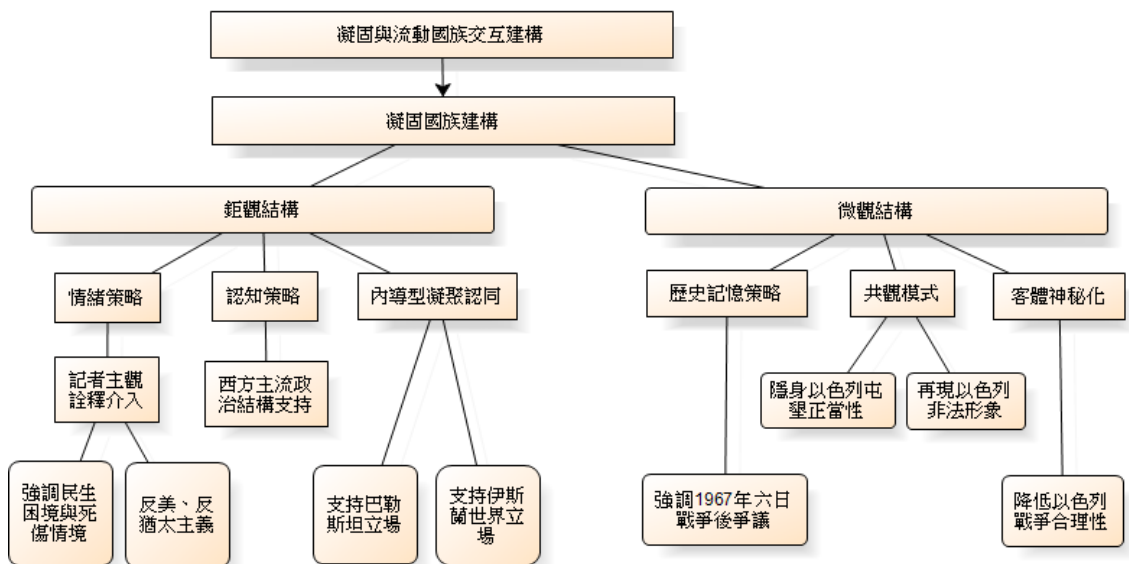 凝固與流動國族交互建構
凝固國族建構
鉅觀結構
微觀結構
情緒策略
認知策略
內導型凝聚認同
歷史記憶策略
共觀模式
客體神秘化
記者主觀
詮釋介入
西方主流政
治結構支持
隱身以色列屯
墾正當性
再現以色列
非法形象
強調民生
困境與死
傷情境
反美、反
猶太主義
支持巴勒
斯坦立場
支持伊斯
蘭世界立
場
強調1967年六日
戰爭後爭議
降低以色列
戰爭合理性